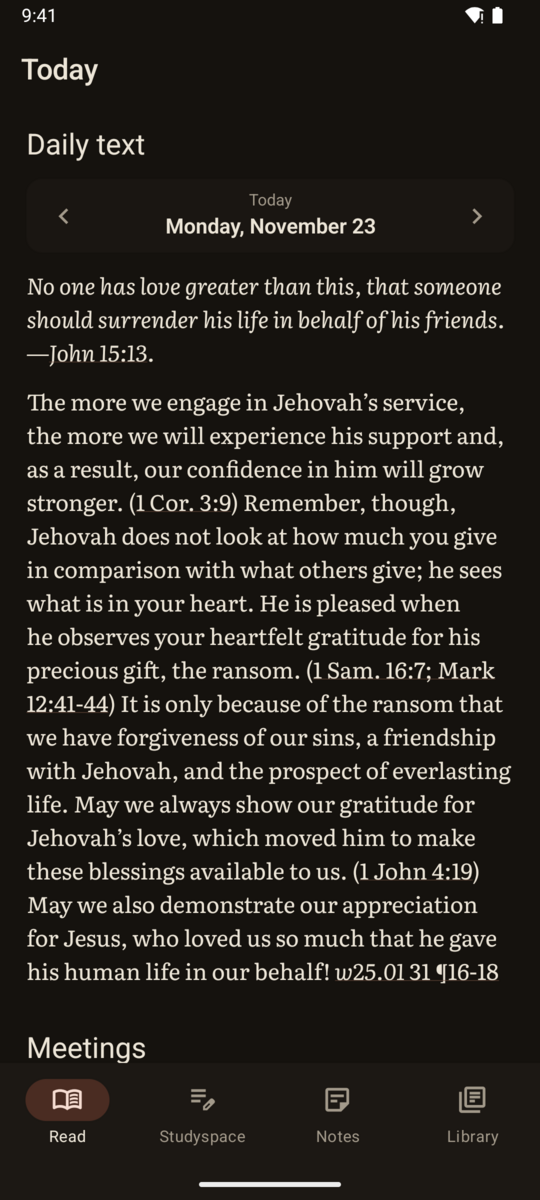 9:41
Today
Daily text
Today
Monday, November 23
No one has love greater than this, that someone
should surrender his life in behalf of his friends.
—John 15:13.
The more we engage in Jehovah’s service,
the more we will experience his support and,
as a result, our confidence in him will grow
stronger. (1 Cor. 3:9) Remember, though,
Jehovah does not look at how much you give
in comparison with what others give; he sees
what is in your heart. He is pleased when
he observes your heartfelt gratitude for his
precious gift, the ransom. (1 Sam. 16:7; Mark
12:41-44) It is only because of the ransom that
we have forgiveness of our sins, a friendship
with Jehovah, and the prospect of everlasting
life. May we always show our gratitude for
Jehovah’s love, which moved him to make
these blessings available to us. (1 John 4:19)
May we also demonstrate our appreciation
for Jesus, who loved us so much that he gave
his human life in our behalf! w25.01 31 ¶16-18
Meetings
Read
Studyspace
Notes
Library